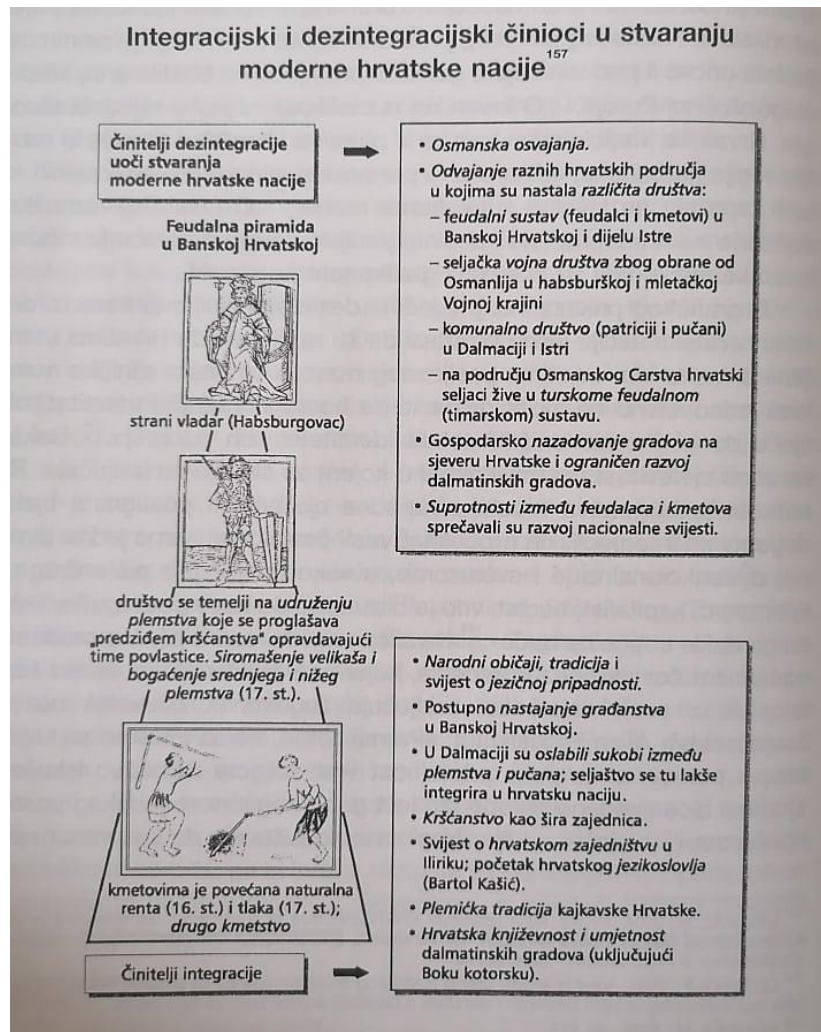 Integracijski i dezintegracijski činioci u stvaranju
moderne hrvatske nacije157
Činitelji dezintegracije
uoči stvaranja
moderne hrvatske nacije
Feudalna piramida
u Banskoj Hrvatskoj
strani vladar (Habsburgovac)
društvo se temelji na udruženju
plemstva koje se proglašava
„predziđem kršćanstva" opravdavajući
time povlastice. Siromašenje velikaša i
bogaćenje srednjega i nižeg
plemstva (17. st.).
kmetovima je povećana naturalna
renta (16. st.) i tlaka (17. st.);
drugo kmetstvo
Činitelji integracije
• Osmanska osvajanja.
• Odvajanje raznih hrvatskih područja
u kojima su nastala različita društva:
– feudalni sustav (feudalci i kmetovi) u
Banskoj Hrvatskoj i dijelu Istre
– seljačka vojna društva zbog obrane od
Osmanlija u habsburškoj i mletačkoj
Vojnoj krajini
– komunalno društvo (patriciji i pučani)
u Dalmaciji i Istri
– na području Osmanskog Carstva hrvatski
seljaci žive u turskome feudalnom
(timarskom) sustavu.
• Gospodarsko nazadovanje gradova na
sjeveru Hrvatske i ograničen razvoj
dalmatinskih gradova.
• Suprotnosti između feudalaca i kmetova
sprečavali su razvoj nacionalne svijesti.
• Narodni običaji, tradicija i
svijest o jezičnoj pripadnosti.
• Postupno nastajanje građanstva
u Banskoj Hrvatskoj.
• U Dalmaciji su oslabili sukobi između
plemstva i pučana; seljaštvo se tu lakše
integrira u hrvatsku naciju.
• Kršćanstvo kao šira zajednica.
• Svijest o hrvatskom zajedništvu u
Iliriku; početak hrvatskog jezikoslovlja
(Bartol Kašić).
• Plemićka tradicija kajkavske Hrvatske.
• Hrvatska književnost i umjetnost
dalmatinskih gradova (uključujući
Boku kotorsku).